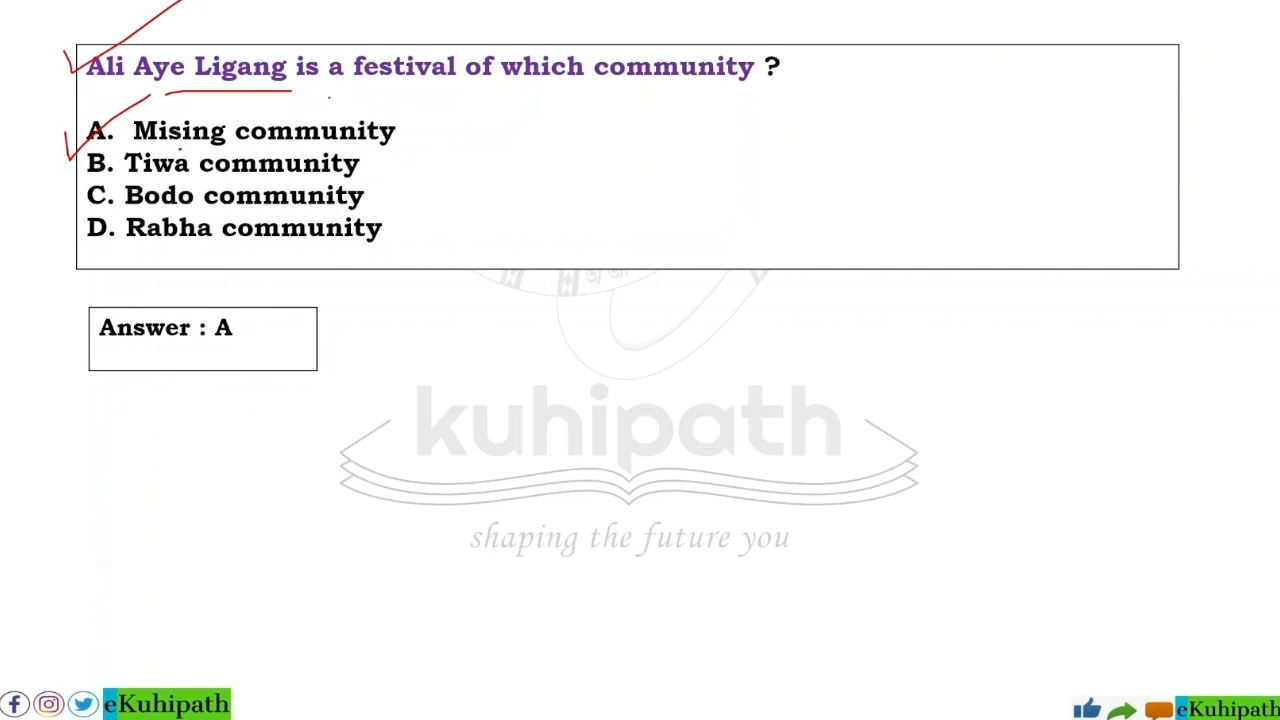 Ali Aye Ligang is a festival of which community ?
A. Mising community
B. Tiwa community
C. Bodo community
D. Rabha community
Answer : A
kuhipath
shaping the future you
eKuhipath
eKuhipath